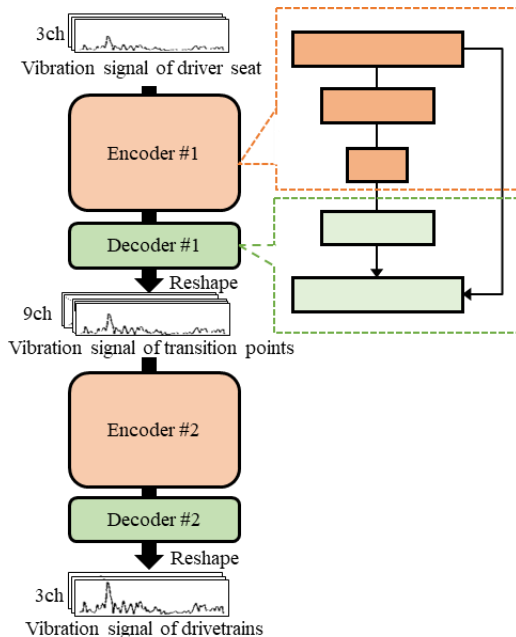 3ch
Vibration signal of driver seat
Encoder #1
Decoder #1
Reshape
9ch
Vibration signal of transition points
Encoder #2
Decoder #2
Reshape
3ch
Vibration signal of drivetrains